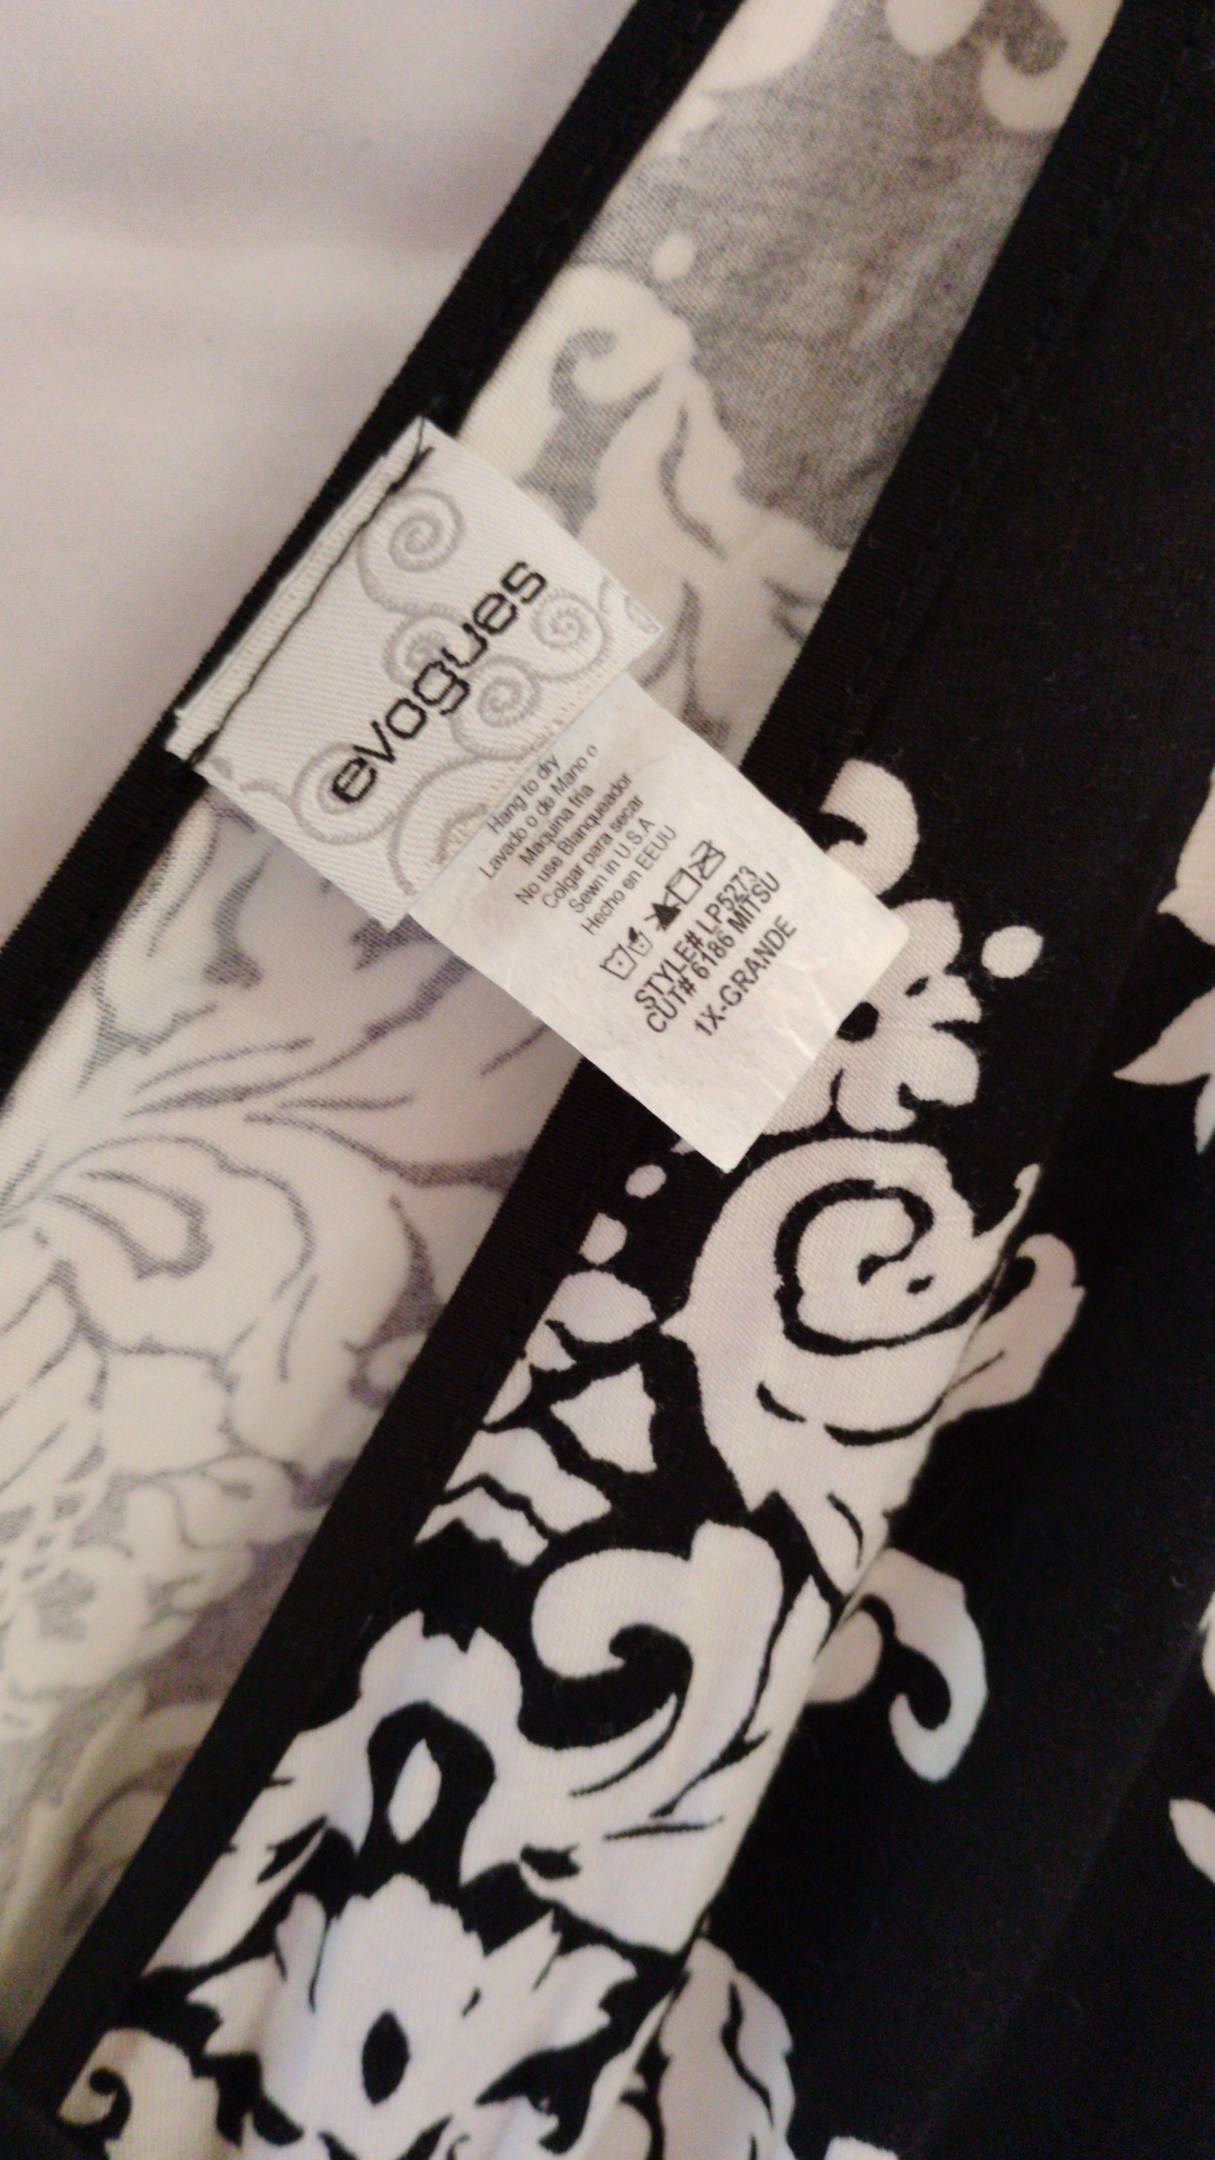 eVogues
Hang to dry
Lavado o de Mano o
Maquina fria
No use Blanqueador
Colgar para secar
Sewn in U.S.A
Hecho en EEUU
STYLE# LP5273
CUT# 6186 MITSU
1X-GRANDE